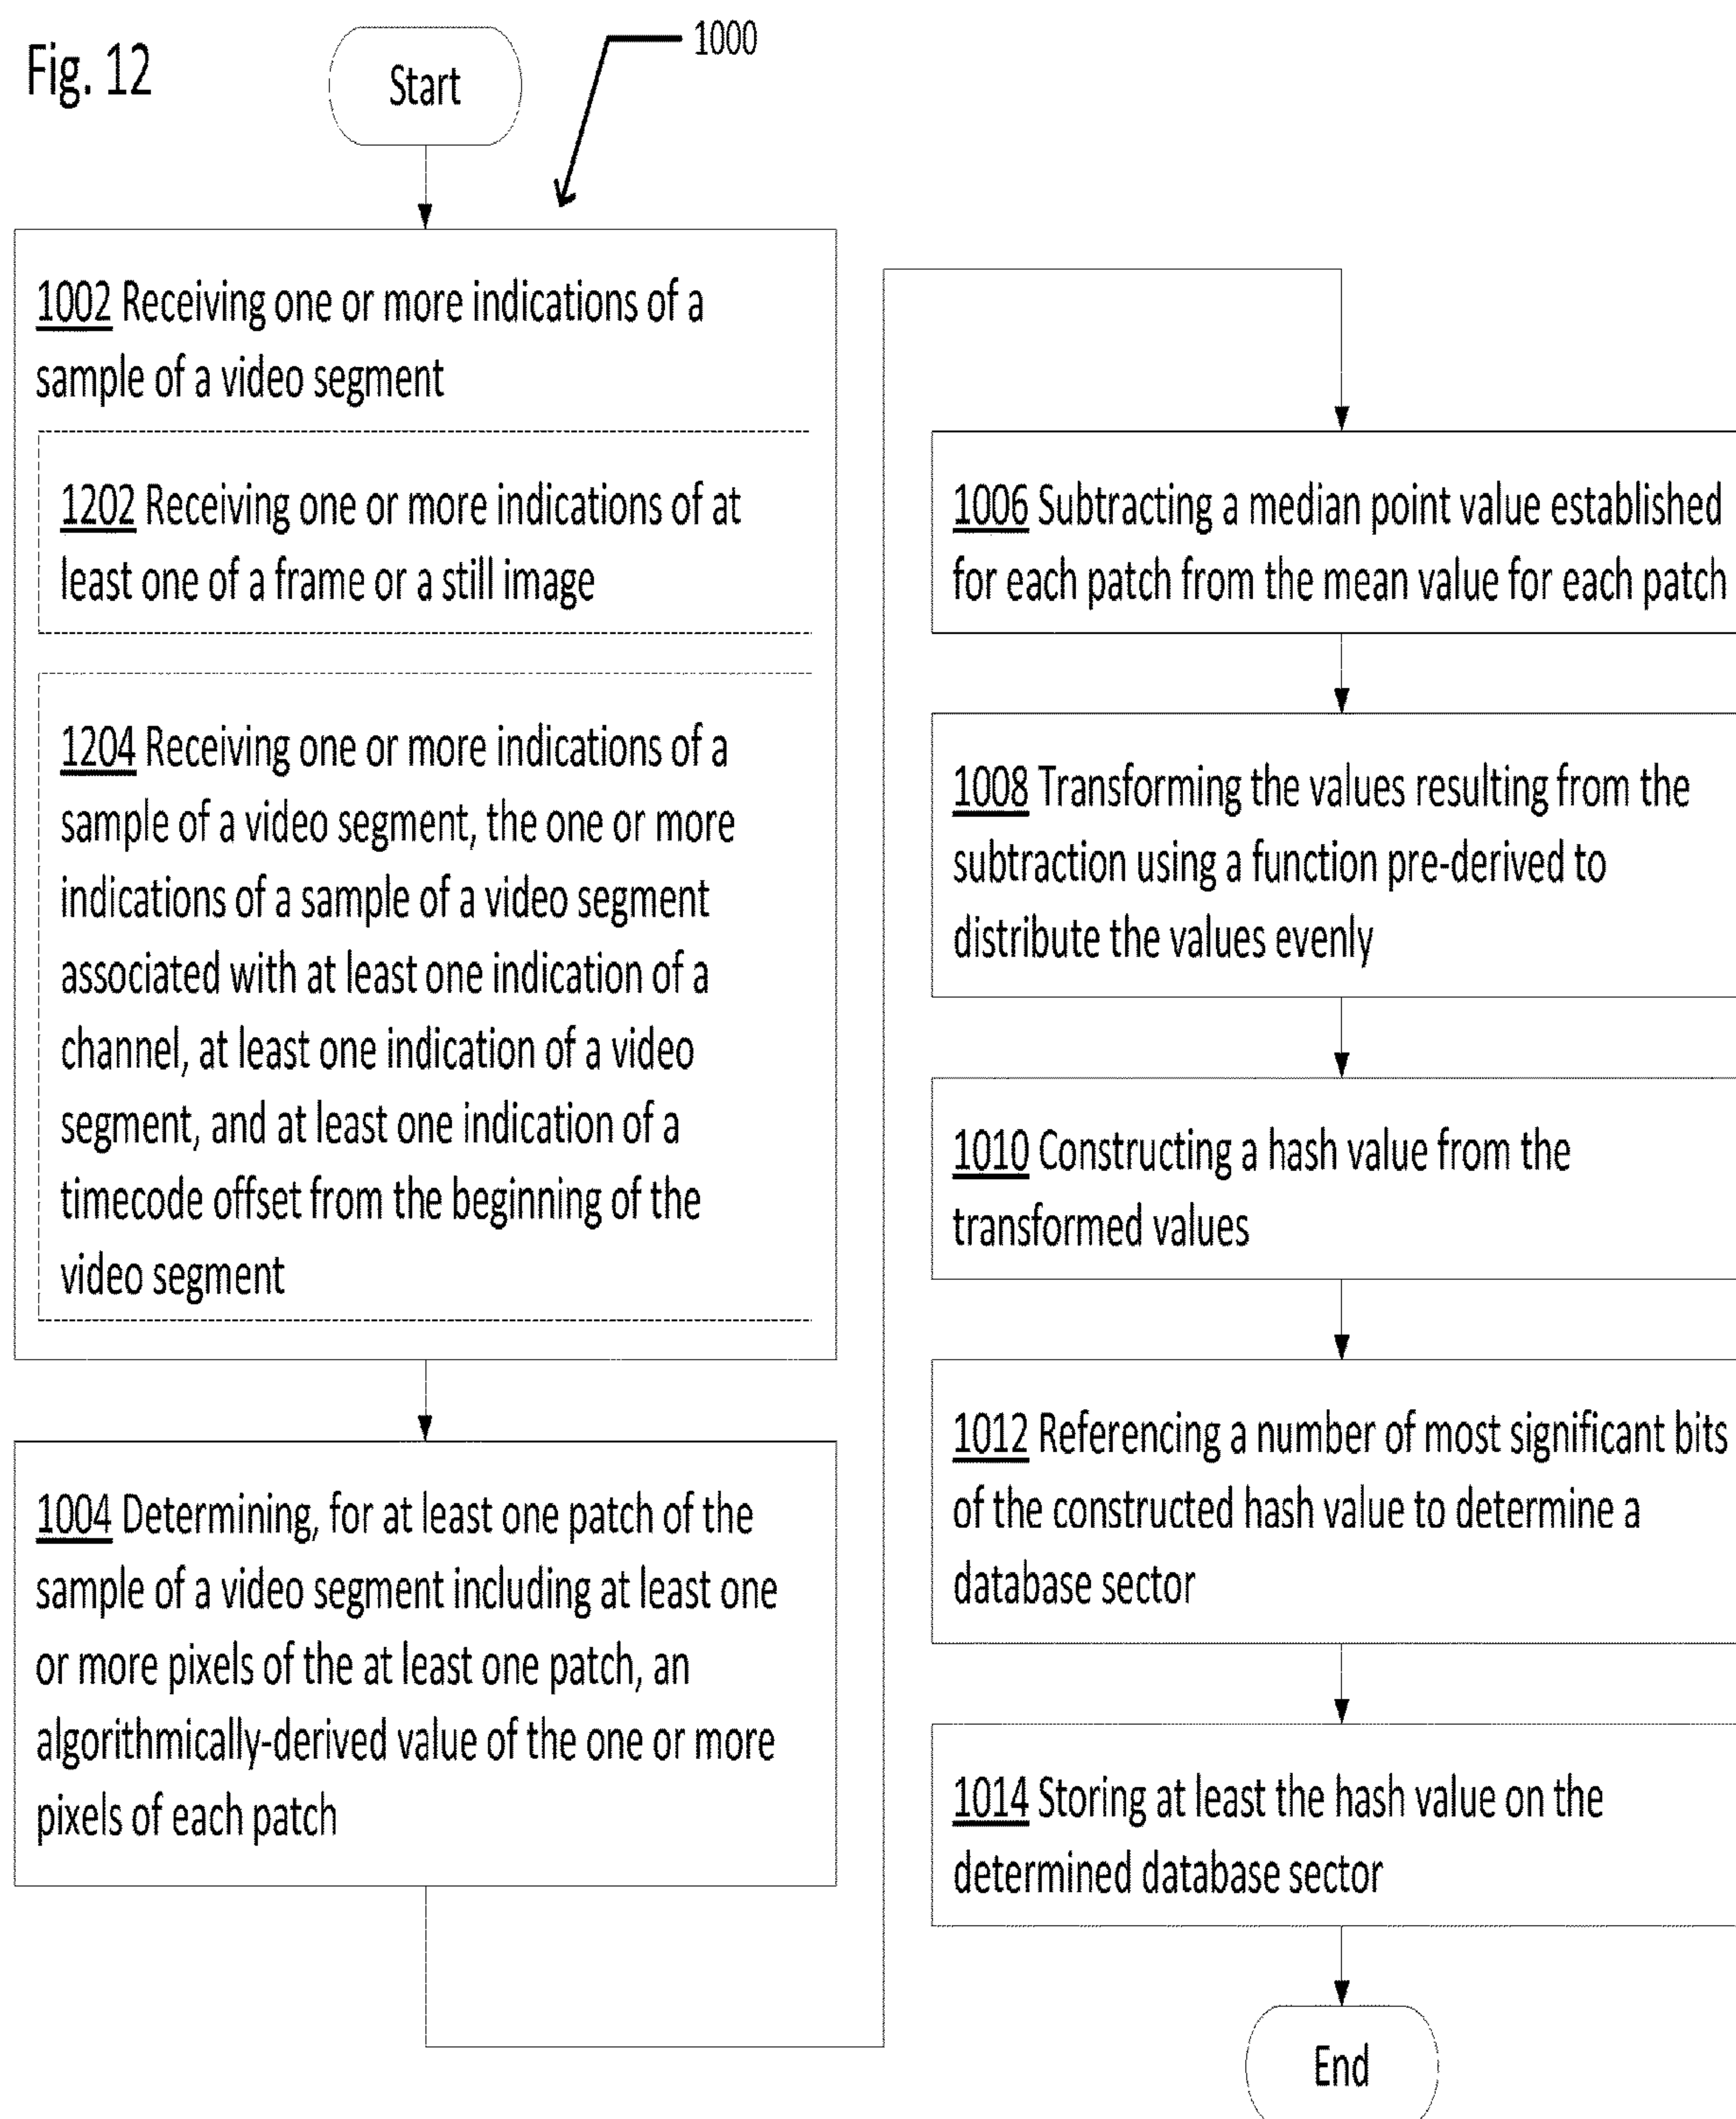 Fig. 12
Start
1000
1002 Receiving one or more indications of a
sample of a video segment
1202 Receiving one or more indications of at
least one of a frame or a still image
1204 Receiving one or more indications of a
sample of a video segment, the one or more
indications of a sample of a video segment
associated with at least one indication of a
channel, at least one indication of a video
segment, and at least one indication of a
timecode offset from the beginning of the
video segment
1004 Determining, for at least one patch of the
sample of a video segment including at least one
or more pixels of the at least one patch, an
algorithmically-derived value of the one or more
pixels of each patch
1006 Subtracting a median point value established
for each patch from the mean value for each patch
1008 Transforming the values resulting from the
subtraction using a function pre-derived to
distribute the values evenly
1010 Constructing a hash value from the
transformed values
1012 Referencing a number of most significant bits
of the constructed hash value to determine a
database sector
1014 Storing at least the hash value on the
determined database sector
End